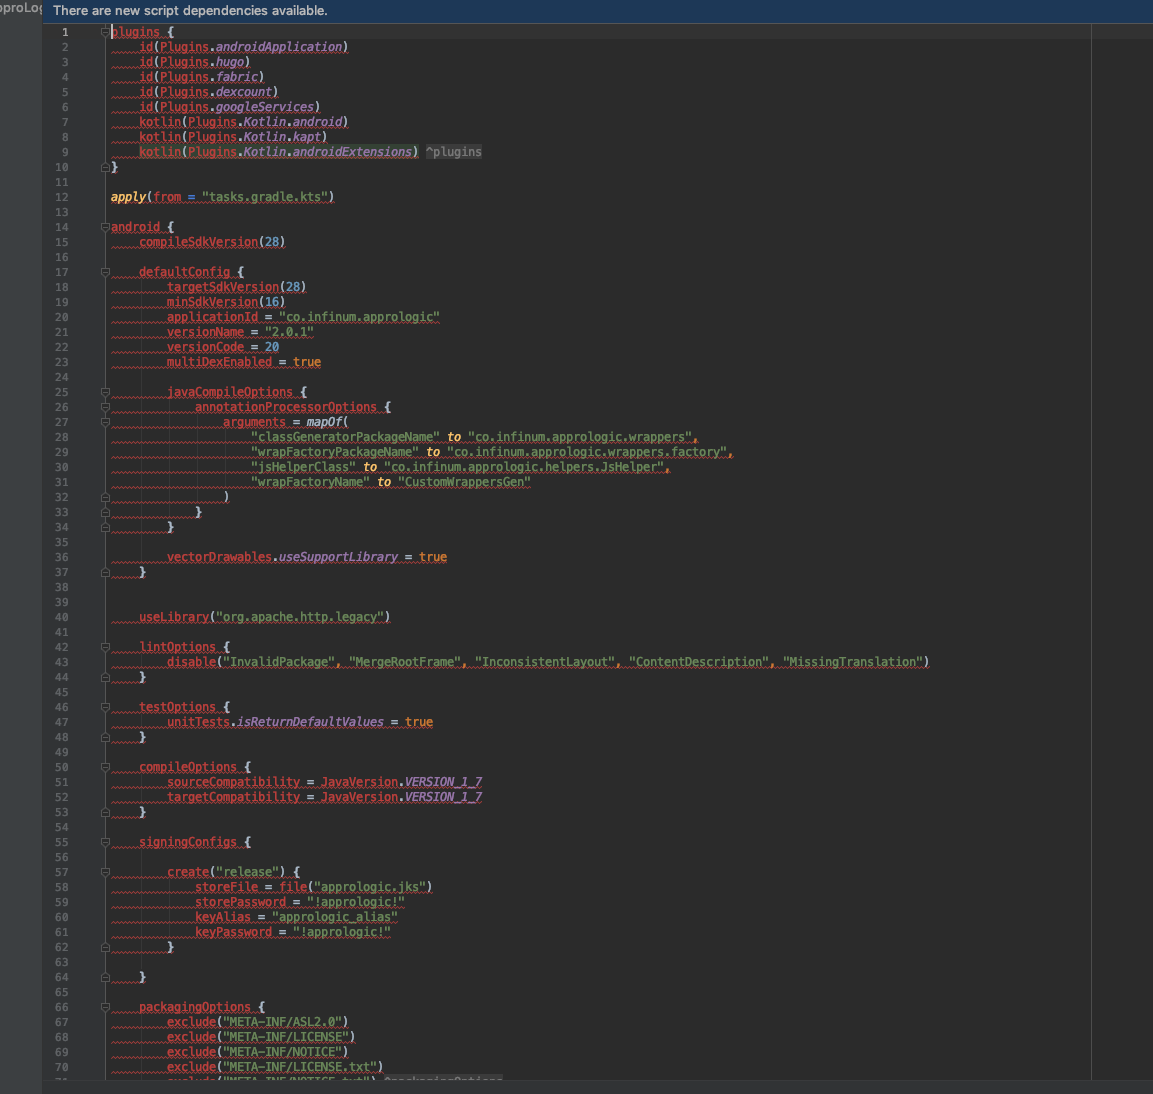 There are new script dependencies available.
1 plugins {
2 id(Plugins.androidApplication)
3 id(Plugins.hugo)
4 id(Plugins.fabric)
5 id(Plugins.dexcount)
6 id(Plugins.googleServices)
7 kotlin(Plugins.Kotlin.android)
8 kotlin(Plugins.Kotlin.kapt)
9 kotlin(Plugins.Kotlin.androidExtensions) ^plugins
10 }
11
12 apply(from = "tasks.gradle.kts")
13
14 android {
15 compileSdkVersion(28)
16
17 defaultConfig {
18 targetSdkVersion(28)
19 minSdkVersion(16)
20 applicationId = "co.infinum.apprologic"
21 versionName = "2.0.1"
22 versionCode = 20
23 multiDexEnabled = true
24
25 javaCompileOptions {
26 annotationProcessorOptions {
27 arguments = mapOf(
28 "classGeneratorPackageName" to "co.infinum.apprologic.wrappers",
29 "wrapFactoryPackageName" to "co.infinum.apprologic.wrappers.factory",
30 "jsHelperClass" to "co.infinum.apprologic.helpers.JsHelper",
31 "wrapFactoryName" to "CustomWrappersGen"
32 )
33 }
34 }
35
36 vectorDrawables.useSupportLibrary = true
37 }
38
39
40 useLibrary("org.apache.http.legacy")
41
42 lintOptions {
43 disable("InvalidPackage", "MergeRootFrame", "InconsistentLayout", "ContentDescription", "MissingTranslation")
44 }
45
46 testOptions {
47 unitTests.isReturnDefaultValues = true
48 }
49
50 compileOptions {
51 sourceCompatibility = JavaVersion.VERSION_1_7
52 targetCompatibility = JavaVersion.VERSION_1_7
53 }
54
55 signingConfigs {
56
57 create("release") {
58 storeFile = file("apprologic.jks")
59 storePassword = "!apprologic!"
60 keyAlias = "apprologic_alias"
61 keyPassword = "!apprologic!"
62 }
63
64 }
65
66 packagingOptions {
67 exclude("META-INF/ASL2.0")
68 exclude("META-INF/LICENSE")
69 exclude("META-INF/NOTICE")
70 exclude("META-INF/LICENSE.txt")